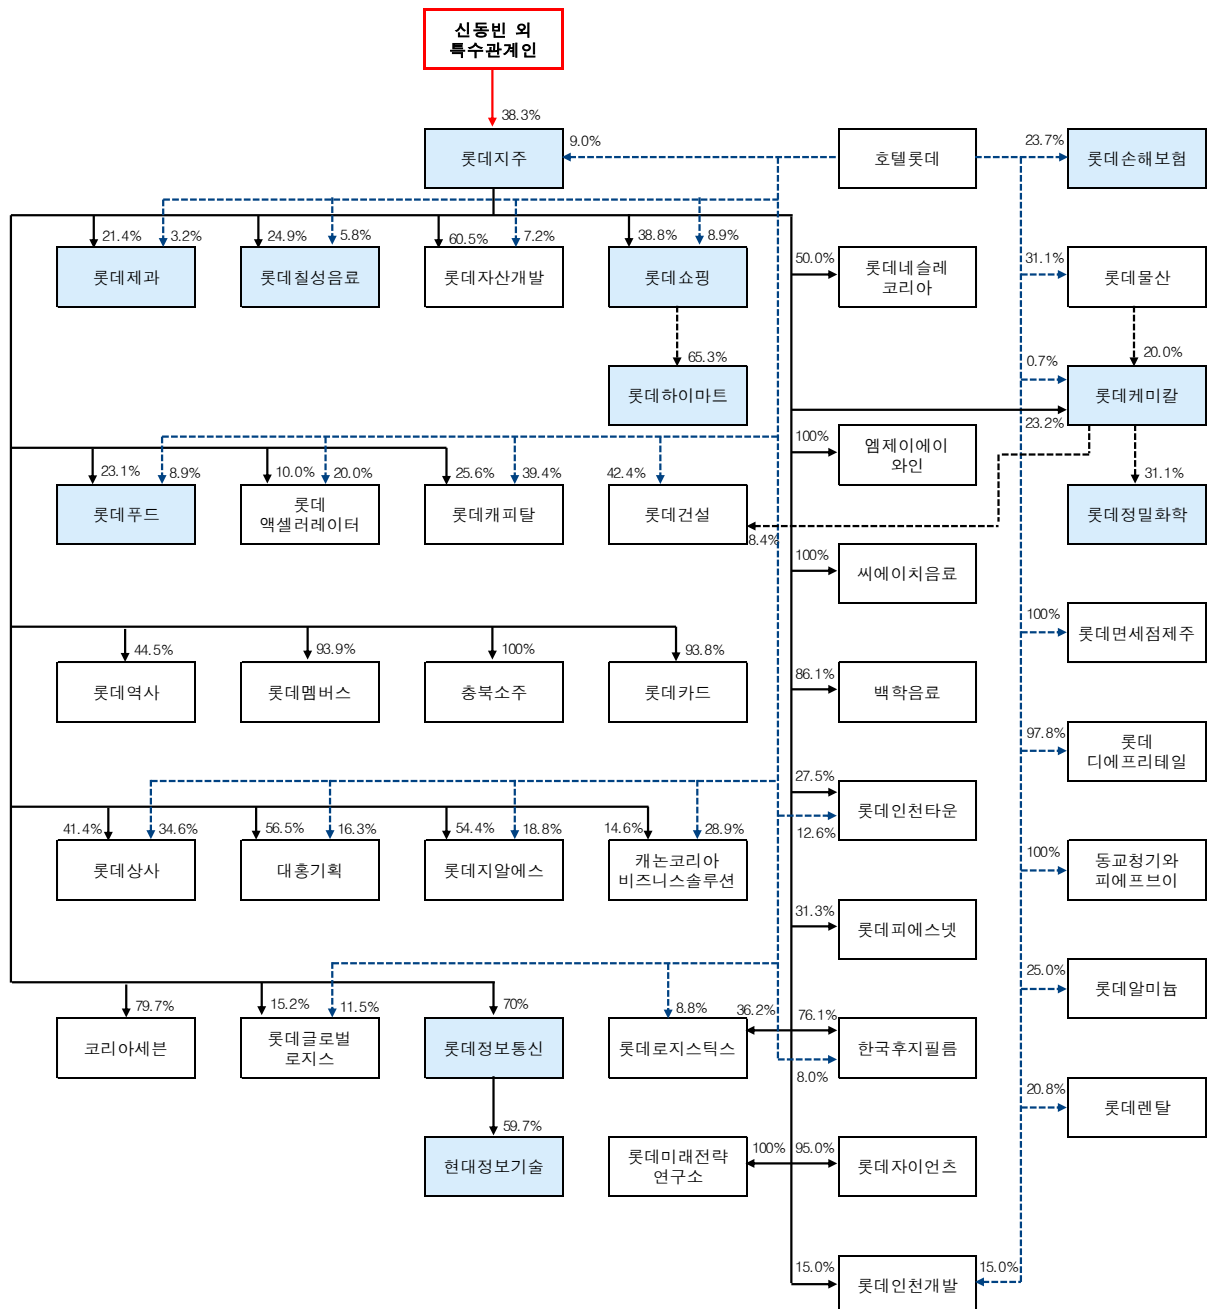 신동빈 외
특수관계인
38.3%
롯데지주
9.0%
호텔롯데
23.7%
롯데손해보험
21.4%
3.2%
24.9%
5.8%
60.5%
7.2%
38.8%
8.9%
롯데제과
롯데칠성음료
롯데자산개발
롯데쇼핑
50.0%
롯데네슬레
코리아
31.1%
롯데물산
65.3%
롯데하이마트
20.0%
0.7%
롯데케미칼
23.2%
100%
엠제이에이
와인
23.1%
8.9%
10.0%
20.0%
25.6%
39.4%
42.4%
31.1%
롯데푸드
롯데
액셀러레이터
롯데캐피탈
롯데건설
8.4%
롯데정밀화학
100%
씨에이치음료
100%
롯데면세점제주
44.5%
93.9%
100%
93.8%
롯데역사
롯데멤버스
충북소주
롯데카드
86.1%
백학음료
97.8%
롯데
디에프리테일
27.5%
롯데인천타운
12.6%
41.4%
34.6%
56.5%
16.3%
54.4%
18.8%
14.6%
28.9%
롯데상사
대홍기획
롯데지알에스
캐논코리아
비즈니스솔루션
100%
동교청기와
피에프브이
31.3%
롯데피에스넷
25.0%
롯데알미늄
79.7%
15.2%
11.5%
70%
8.8%
36.2%
76.1%
코리아세븐
롯데글로벌
로지스
롯데정보통신
롯데로지스틱스
한국후지필름
8.0%
20.8%
롯데렌탈
59.7%
현대정보기술
롯데미래전략
연구소
100%
95.0%
롯데자이언츠
15.0%
롯데인천개발
15.0%